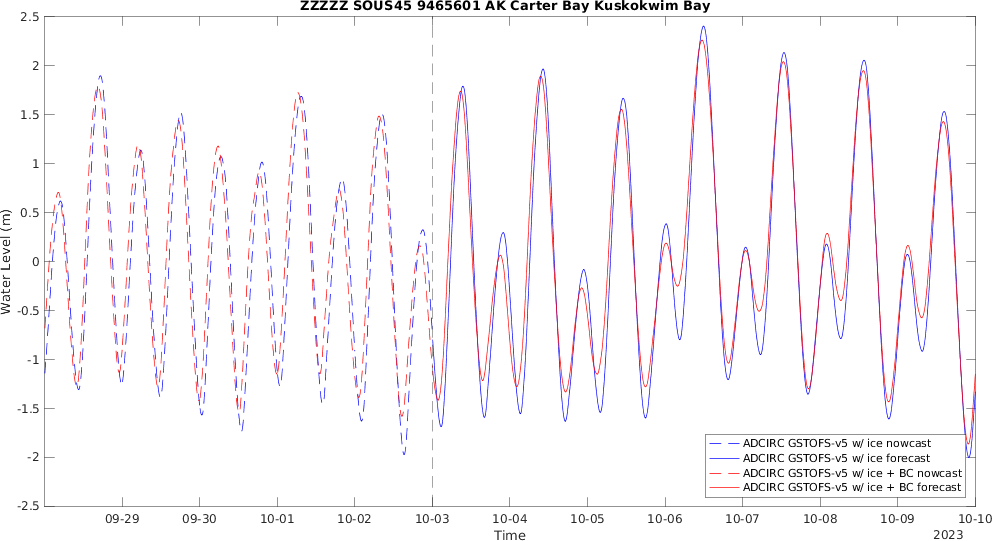 ZZZZZ SOUS45 9465601 AK Carter Bay Kuskokwim Bay
2.5
2
1.5
1
0.5
0
-0.5
-1
-1.5
-2
-2.5
Water Level (m)
ADCIRC GSTOFS-v5 w/ ice nowcast
ADCIRC GSTOFS-v5 w/ ice forecast
ADCIRC GSTOFS-v5 w/ ice + BC nowcast
ADCIRC GSTOFS-v5 w/ ice + BC forecast
09-29 09-30 10-01 10-02 10-03 10-04 10-05 10-06 10-07 10-08 10-09 10-10
Time
2023